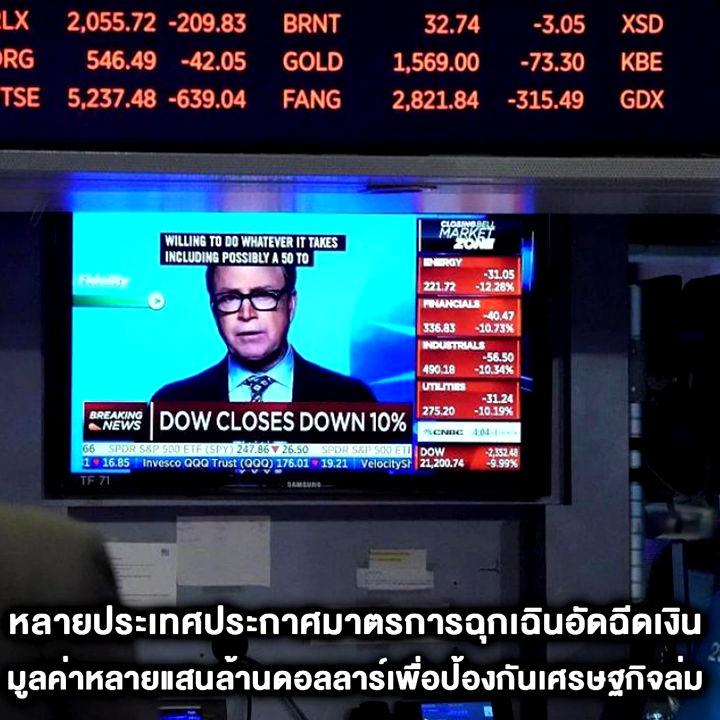 LX 2,055.72 -209.83 BRNT 32.74 -3.05 XSD
ORG 546.49 -42.05 GOLD 1,569.00 -73.30 KBE
TSE 5,237.48 -639.04 FANG 2,821.84 -315.49 GDX
WILLING TO DO WHATEVER IT TAKES
INCLUDING POSSIBLY A 50 TO
Fidelity
CLOSING BELL
MARKET
ZONE
ENERGY
-31.05
221.72 -12.28%
FINANCIALS
-40.47
336.83 -10.73%
INDUSTRIALS
-56.50
490.18 -10.34%
UTILITIES
-31.24
275.20 -10.19%
BREAKING
NEWS
DOW CLOSES DOWN 10%
CNBC
66 SPDR S&P 500 ETF (SPY) 247.86 ▼ 26.50 SPDR S&P 500 ETF
1 ▼ 16.85 Invesco QQQ Trust (QQQ) 176.01 ▼ 19.21 VelocitySh
DOW -2,352.48
21,200.74 -9.99%
TF 71
SAMSUNG
หลายประเทศประกาศมาตรการฉุกเฉินอัดฉีดเงิน
มูลค่าหลายแสนล้านดอลลาร์เพื่อป้องกันเศรษฐกิจล่ม